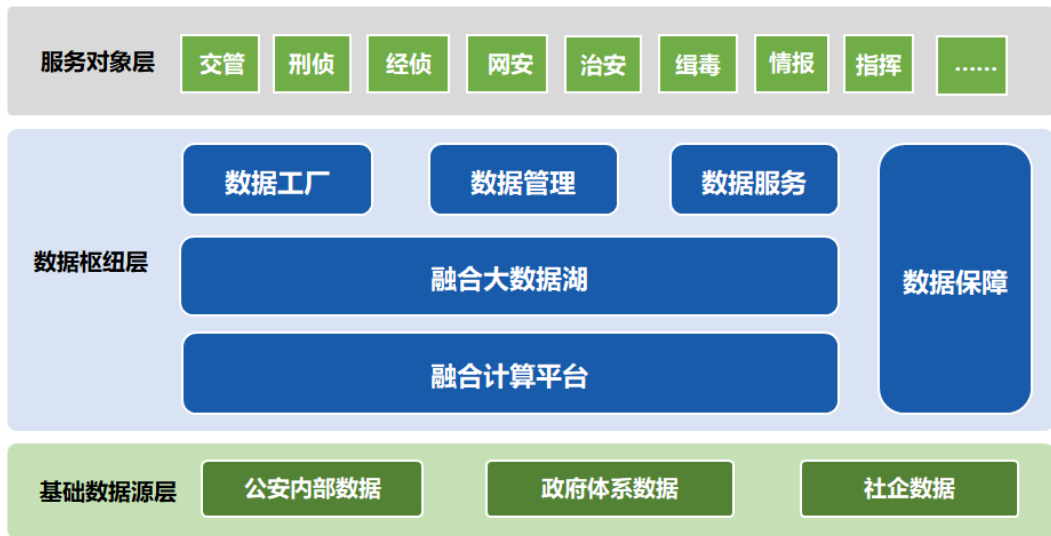 服务对象层
交管
刑侦
经侦
网安
治安
缉毒
情报
指挥
......
数据枢纽层
数据工厂
数据管理
数据服务
融合大数据湖
融合计算平台
数据保障
基础数据源层
公安内部数据
政府体系数据
社企数据